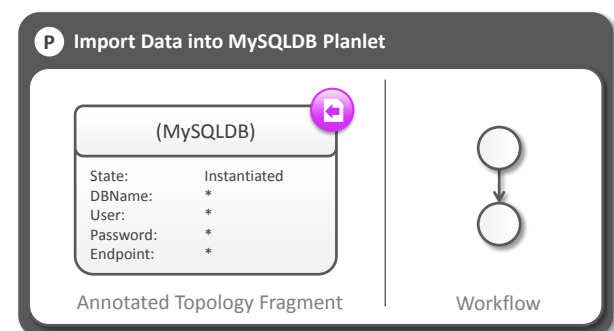 P Import Data into MySQLDB Planlet
(MySQLDB)
State: Instantiated
DBName: *
User: *
Password: *
Endpoint: *
Annotated Topology Fragment
Workflow